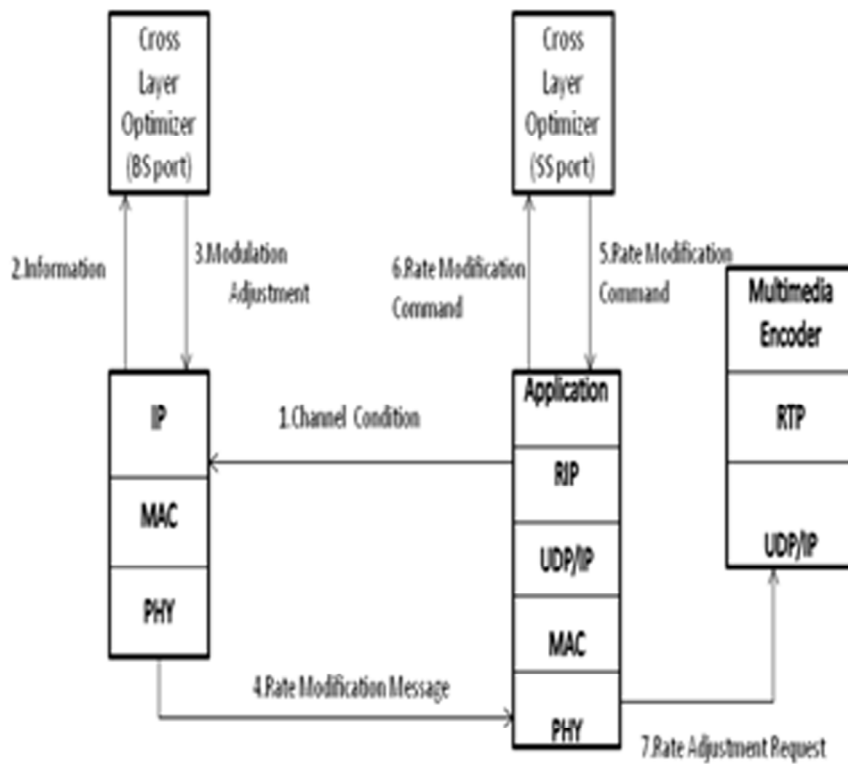 Cross
Layer
Optimizer
(BS port)
Cross
Layer
Optimizer
(SS port)
2.Information
3.Modulation
Adjustment
6.Rate Modification
Command
5.Rate Modification
Command
Multimedia
Encoder
RTP
UDP/IP
IP
MAC
PHY
1.Channel Condition
Application
RIP
UDP/IP
MAC
PHY
4.Rate Modification Message
7.Rate Adjustment Request